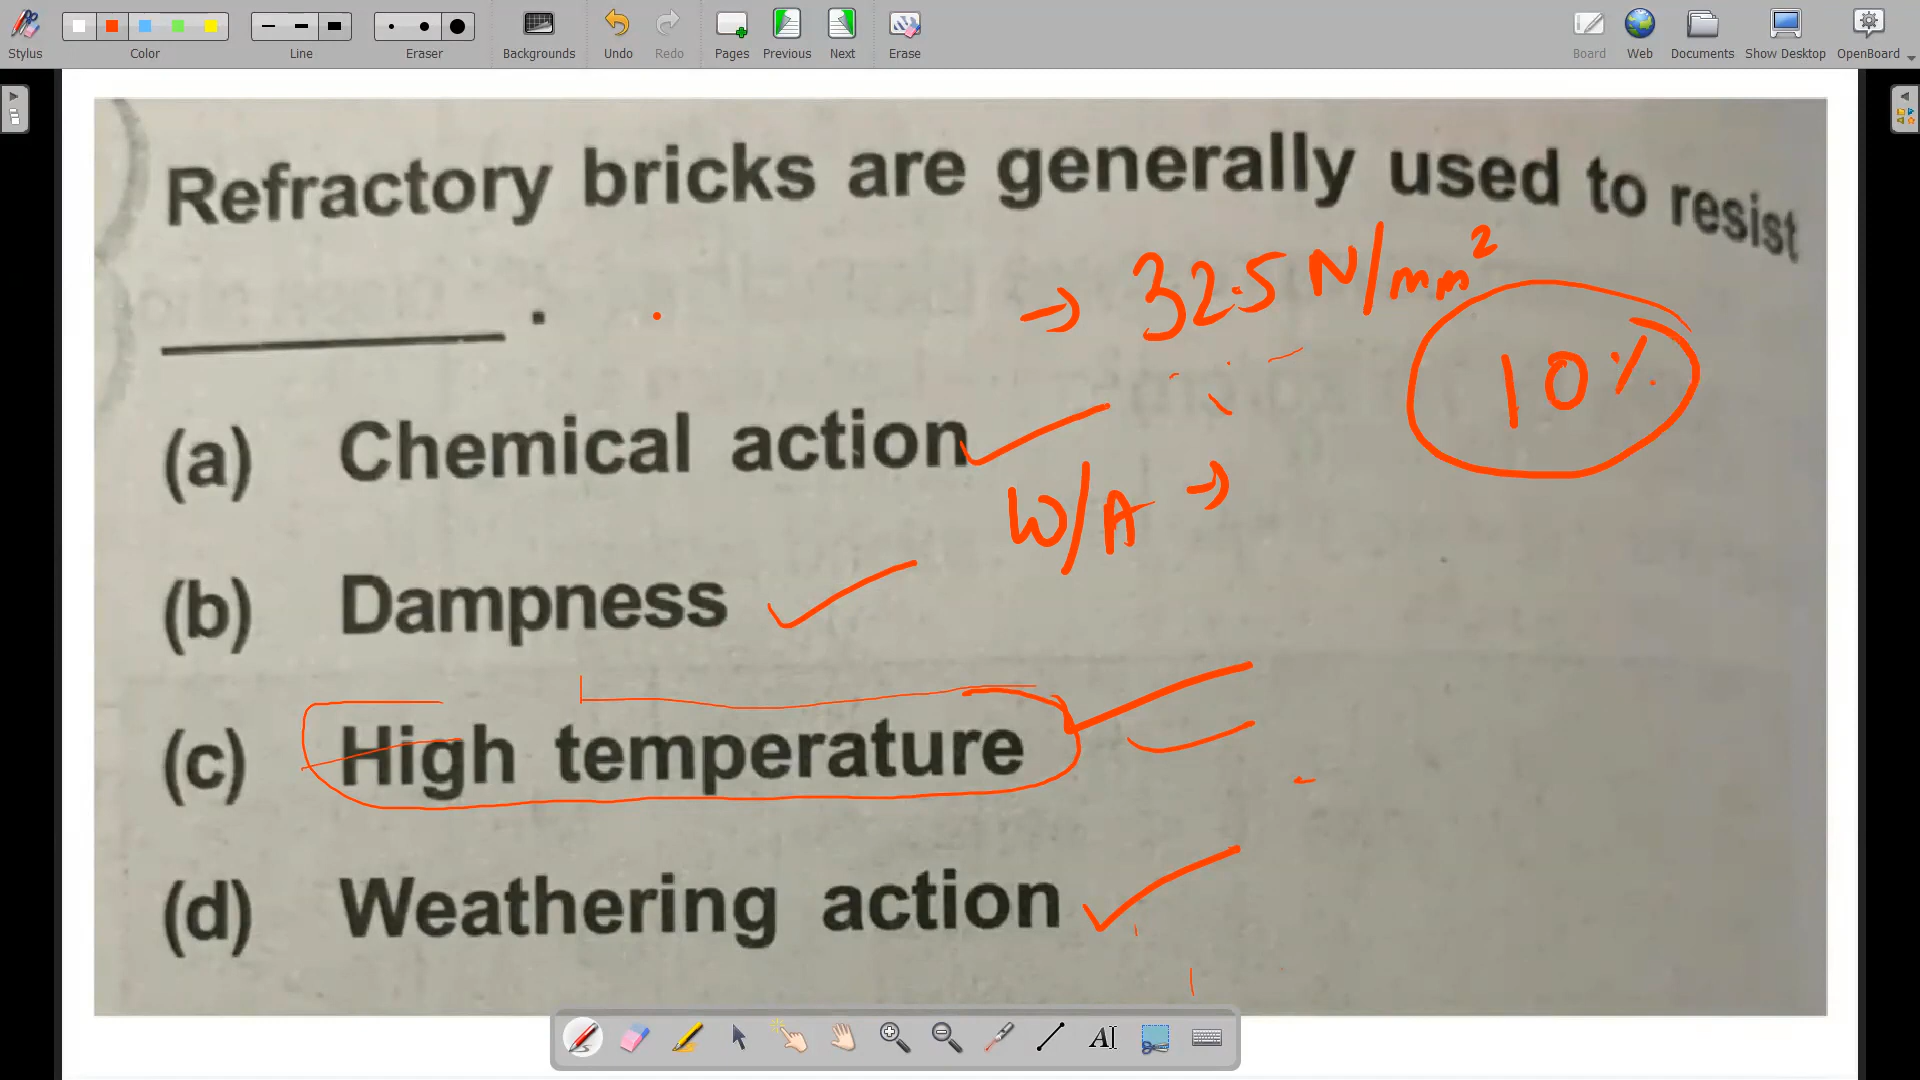 Stylus
Color
Line
Eraser
Backgrounds
Undo
Redo
Pages
Previous
Next
Erase
Board
Web
Documents
Show Desktop
OpenBoard
Refractory bricks are generally used to resist
________ .
→ 32.5 N/mm²
10%
(a) Chemical action
W/A →
(b) Dampness
(c) High temperature
(d) Weathering action